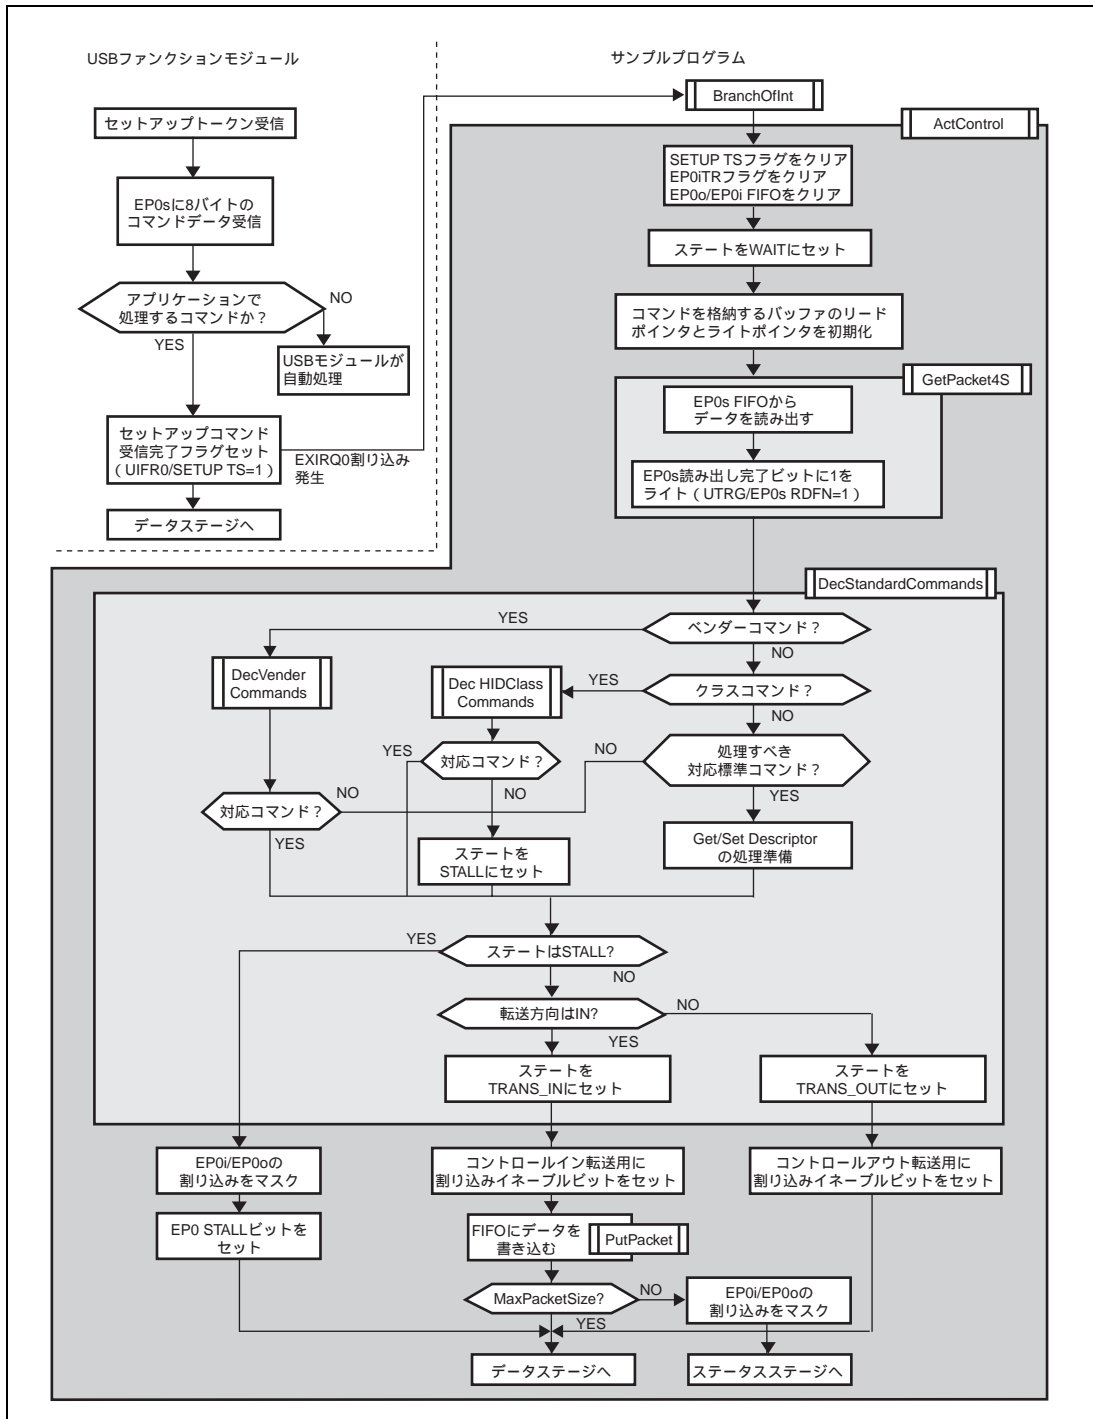 USBファンクションモジュール
セットアップトークン受信
EP0sに8バイトの
コマンドデータ受信
アプリケーションで
処理するコマンドか？
NO
YES
USBモジュールが
自動処理
セットアップコマンド
受信完了フラグセット
（UIFR0/SETUP TS=1）
EXIRQ0割り込み
発生
データステージへ
サンプルプログラム
BranchOfInt
ActControl
SETUP TSフラグをクリア
EP0iTRフラグをクリア
EP0o/EP0i FIFOをクリア
ステートをWAITにセット
コマンドを格納するバッファのリード
ポインタとライトポインタを初期化
GetPacket4S
EP0s FIFOから
データを読み出す
EP0s読み出し完了ビットに1を
ライト（UTRG/EP0s RDFN=1）
DecStandardCommands
YES
ベンダーコマンド？
NO
DecVender
Commands
Dec HIDClass
Commands
YES
クラスコマンド？
NO
YES
対応コマンド？
NO
NO
処理すべき
対応標準コマンド？
YES
対応コマンド？
NO
YES
ステートを
STALLにセット
Get/Set Descriptor
の処理準備
YES
ステートはSTALL?
NO
転送方向はIN?
NO
YES
ステートを
TRANS_INにセット
ステートを
TRANS_OUTにセット
EP0i/EP0oの
割り込みをマスク
コントロールイン転送用に
割り込みイネーブルビットをセット
コントロールアウト転送用に
割り込みイネーブルビットをセット
EP0 STALLビットを
セット
FIFOにデータを
書き込む
PutPacket
MaxPacketSize?
NO
EP0i/EP0oの
割り込みをマスク
YES
データステージへ
ステータスステージへ